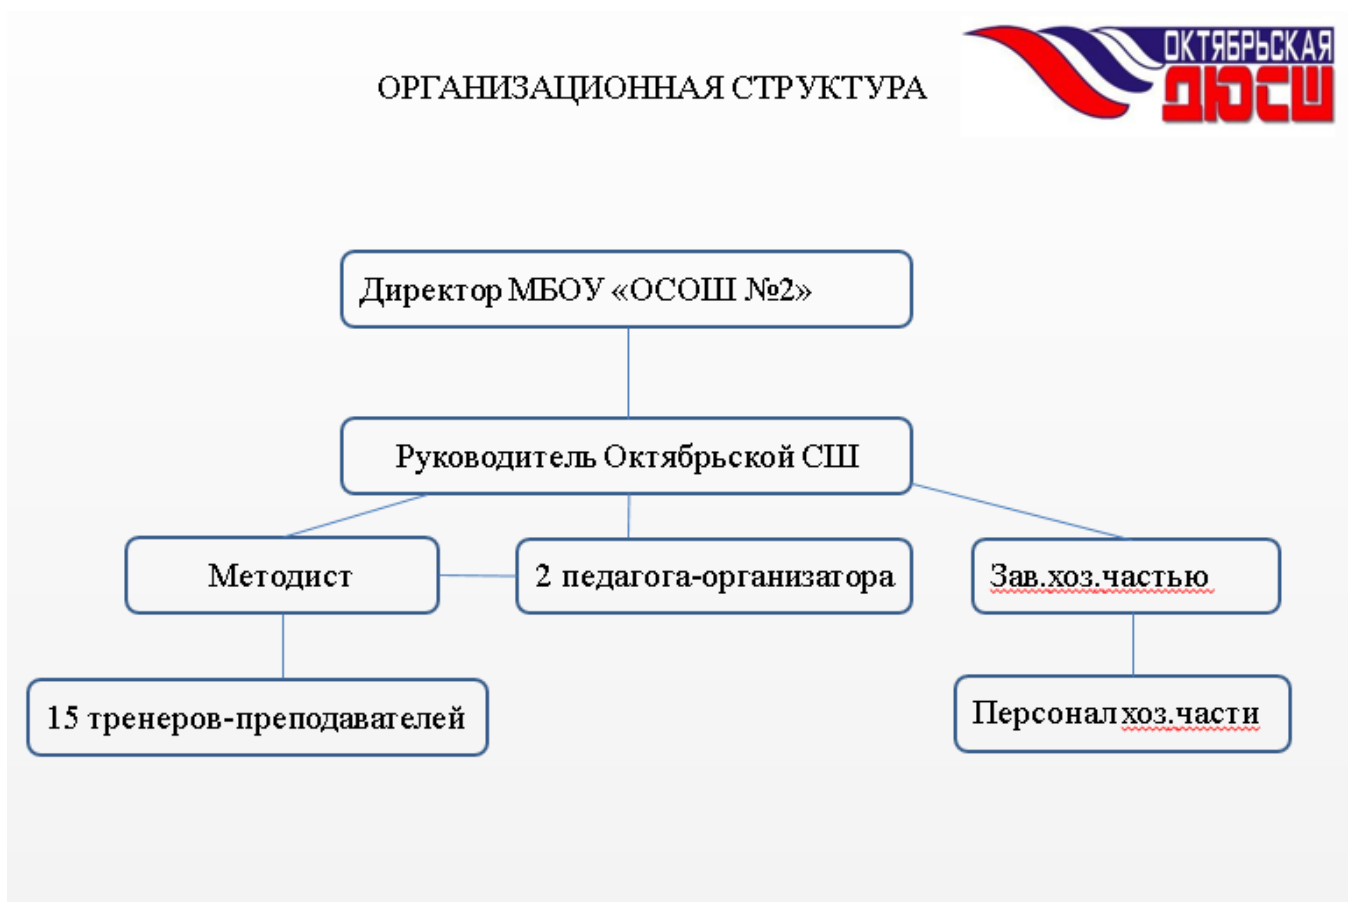 ОКТЯБРЬСКАЯ
ДЮСШ
ОРГАНИЗАЦИОННАЯ СТРУКТУРА
Директор МБОУ «ОСОШ №2»
Руководитель Октябрьской СШ
Методист
2 педагога-организатора
Зав.хоз.частью
15 тренеров-преподавателей
Персонал хоз.части